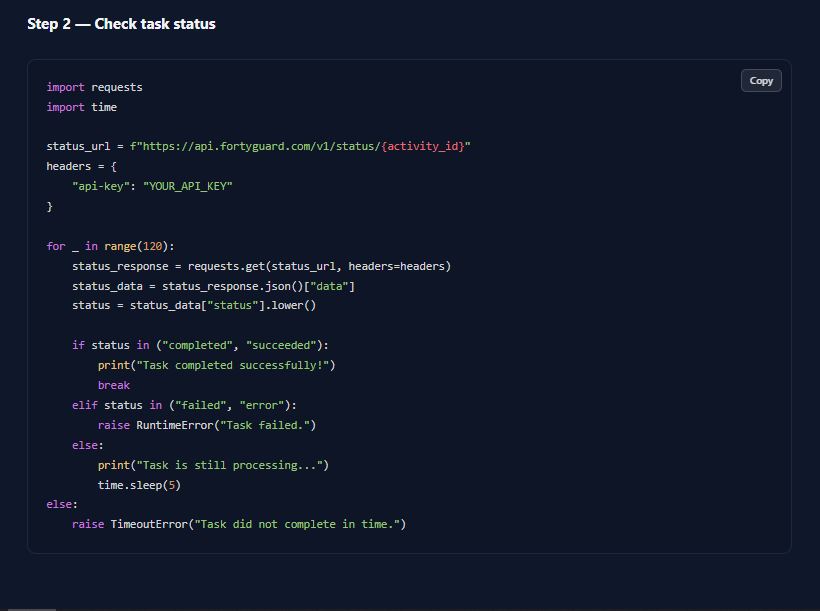 Step 2 — Check task status
Copy
import requests
import time
status_url = f"https://api.fortyguard.com/v1/status/{activity_id}"
headers = {
    "api-key": "YOUR_API_KEY"
}
for _ in range(120):
    status_response = requests.get(status_url, headers=headers)
    status_data = status_response.json()["data"]
    status = status_data["status"].lower()
    if status in ("completed", "succeeded"):
        print("Task completed successfully!")
        break
    elif status in ("failed", "error"):
        raise RuntimeError("Task failed.")
    else:
        print("Task is still processing...")
        time.sleep(5)
else:
    raise TimeoutError("Task did not complete in time.")